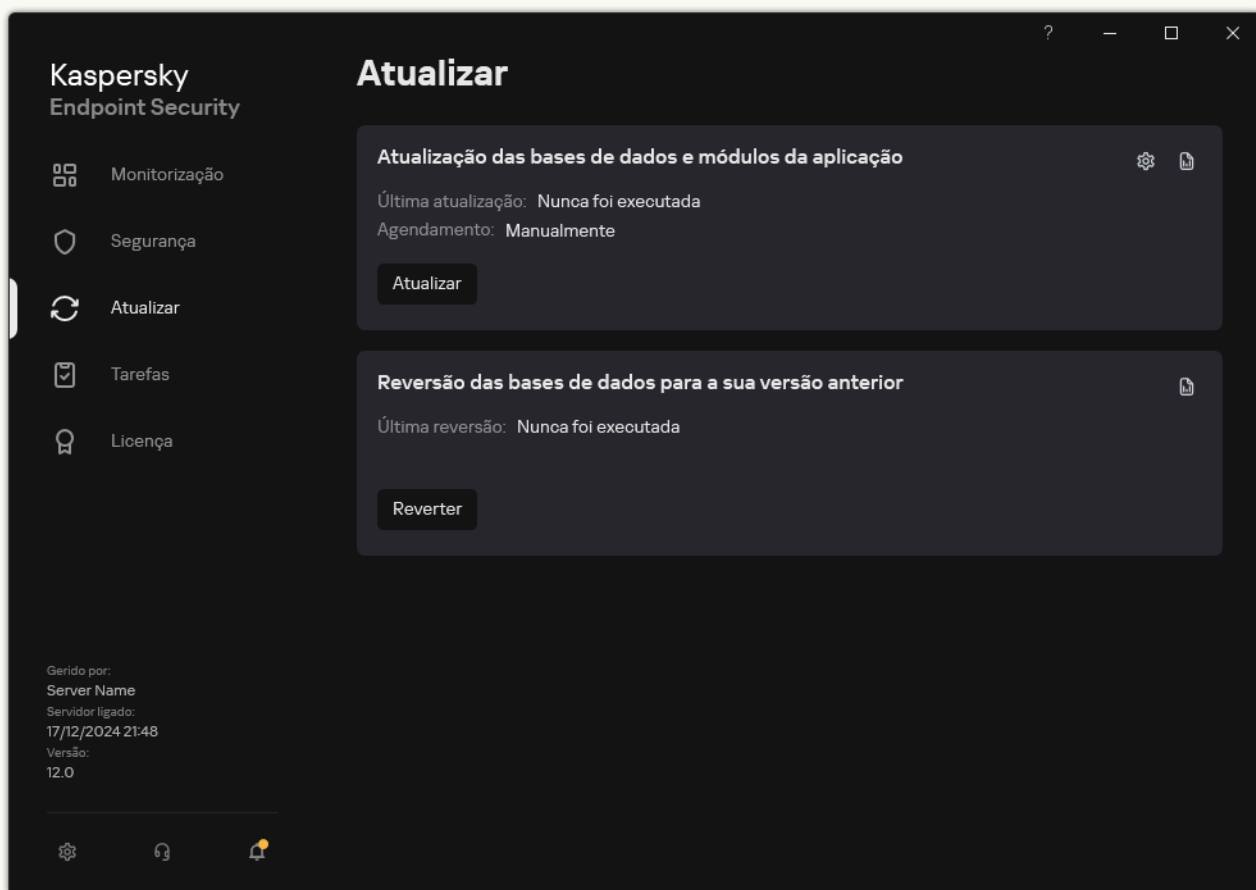 ?
Kaspersky
Endpoint Security
Monitorização
Segurança
Atualizar
Tarefas
Licença
Gerido por:
Server Name
Servidor ligado:
17/12/2024 21:48
Versão:
12.0
Atualizar
Atualização das bases de dados e módulos da aplicação
Última atualização: Nunca foi executada
Agendamento: Manualmente
Atualizar
Reversão das bases de dados para a sua versão anterior
Última reversão: Nunca foi executada
Reverter